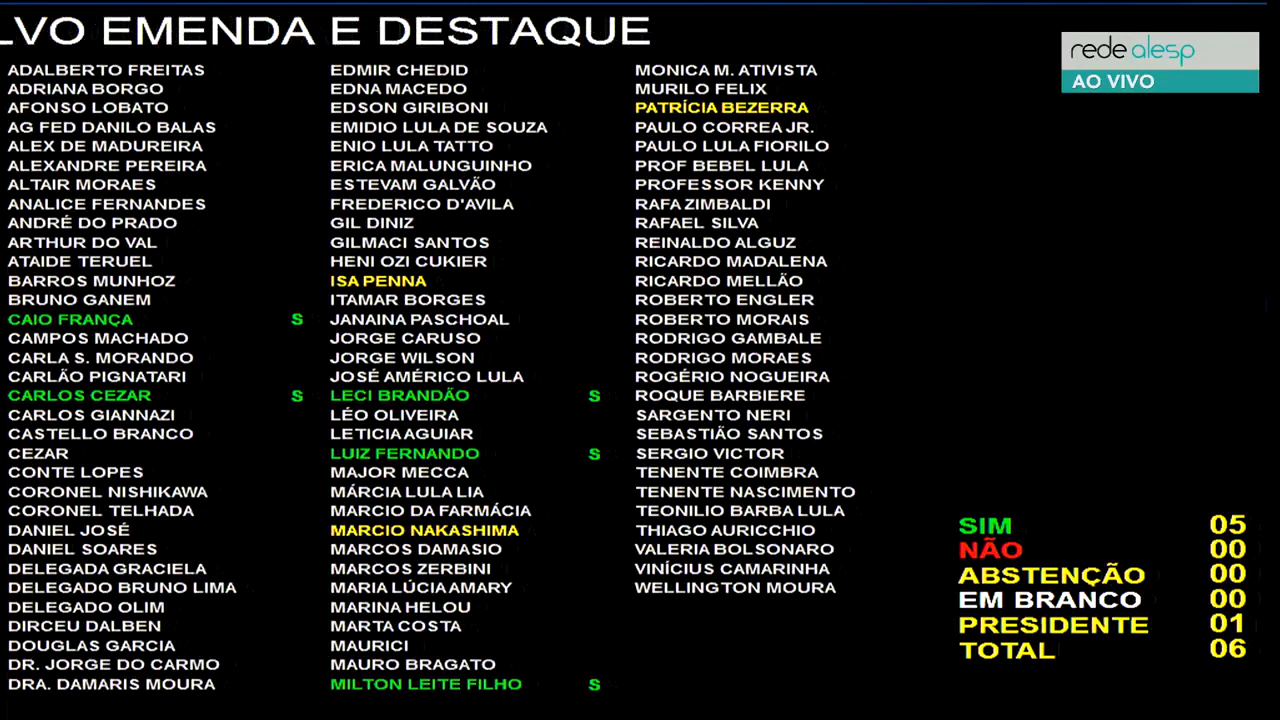 LVO EMENDA E DESTAQUE
rede alesp
AO VIVO
ADALBERTO FREITAS
ADRIANA BORGO
AFONSO LOBATO
AG FED DANILO BALAS
ALEX DE MADUREIRA
ALEXANDRE PEREIRA
ALTAIR MORAES
ANALICE FERNANDES
ANDRÉ DO PRADO
ARTHUR DO VAL
ATAIDE TERUEL
BARROS MUNHOZ
BRUNO GANEM
CAIO FRANÇA S
CAMPOS MACHADO
CARLA S. MORANDO
CARLÃO PIGNATARI
CARLOS CEZAR S
CARLOS GIANNAZI
CASTELLO BRANCO
CEZAR
CONTE LOPES
CORONEL NISHIKAWA
CORONEL TELHADA
DANIEL JOSÉ
DANIEL SOARES
DELEGADA GRACIELA
DELEGADO BRUNO LIMA
DELEGADO OLIM
DIRCEU DALBEN
DOUGLAS GARCIA
DR. JORGE DO CARMO
DRA. DAMARIS MOURA
EDMIR CHEDID
EDNA MACEDO
EDSON GIRIBONI
EMIDIO LULA DE SOUZA
ENIO LULA TATTO
ERICA MALUNGUINHO
ESTEVAM GALVÃO
FREDERICO D'AVILA
GIL DINIZ
GILMACI SANTOS
HENI OZI CUKIER
ISA PENNA
ITAMAR BORGES
JANAINA PASCHOAL
JORGE CARUSO
JORGE WILSON
JOSÉ AMÉRICO LULA
LECI BRANDÃO S
LÉO OLIVEIRA
LETICIA AGUIAR
LUIZ FERNANDO S
MAJOR MECCA
MÁRCIA LULA LIA
MARCIO DA FARMÁCIA
MARCIO NAKASHIMA
MARCOS DAMASIO
MARCOS ZERBINI
MARIA LÚCIA AMARY
MARINA HELOU
MARTA COSTA
MAURICI
MAURO BRAGATO
MILTON LEITE FILHO S
MONICA M. ATIVISTA
MURILO FELIX
PATRÍCIA BEZERRA
PAULO CORREA JR.
PAULO LULA FIORILO
PROF BEBEL LULA
PROFESSOR KENNY
RAFA ZIMBALDI
RAFAEL SILVA
REINALDO ALGUZ
RICARDO MADALENA
RICARDO MELLÃO
ROBERTO ENGLER
ROBERTO MORAIS
RODRIGO GAMBALE
RODRIGO MORAES
ROGÉRIO NOGUEIRA
ROQUE BARBIERE
SARGENTO NERI
SEBASTIÃO SANTOS
SERGIO VICTOR
TENENTE COIMBRA
TENENTE NASCIMENTO
TEONILIO BARBA LULA
THIAGO AURICCHIO
VALERIA BOLSONARO
VINÍCIUS CAMARINHA
WELLINGTON MOURA
SIM 05
NÃO 00
ABSTENÇÃO 00
EM BRANCO 00
PRESIDENTE 01
TOTAL 06